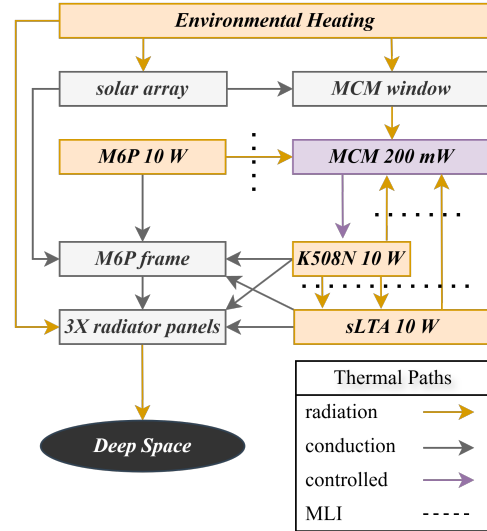 Environmental Heating
solar array
MCM window
M6P 10 W
MCM 200 mW
M6P frame
K508N 10 W
3X radiator panels
sLTA 10 W
Deep Space
Thermal Paths
radiation
conduction
controlled
MLI